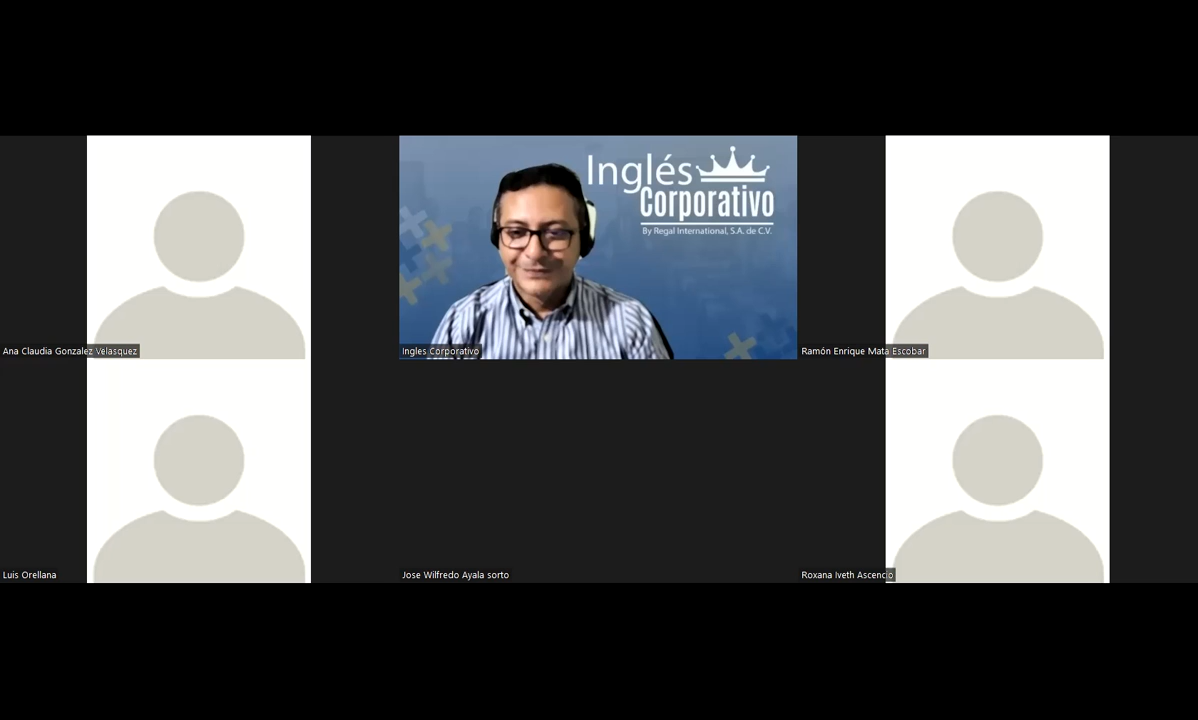 Inglés
Corporativo
By Regal International, S.A. de C.V.
Ana Claudia Gonzalez Velasquez
Ingles Corporativo
Ramón Enrique Mata Escobar
Luis Orellana
Jose Wilfredo Ayala sorto
Roxana Iveth Ascencio